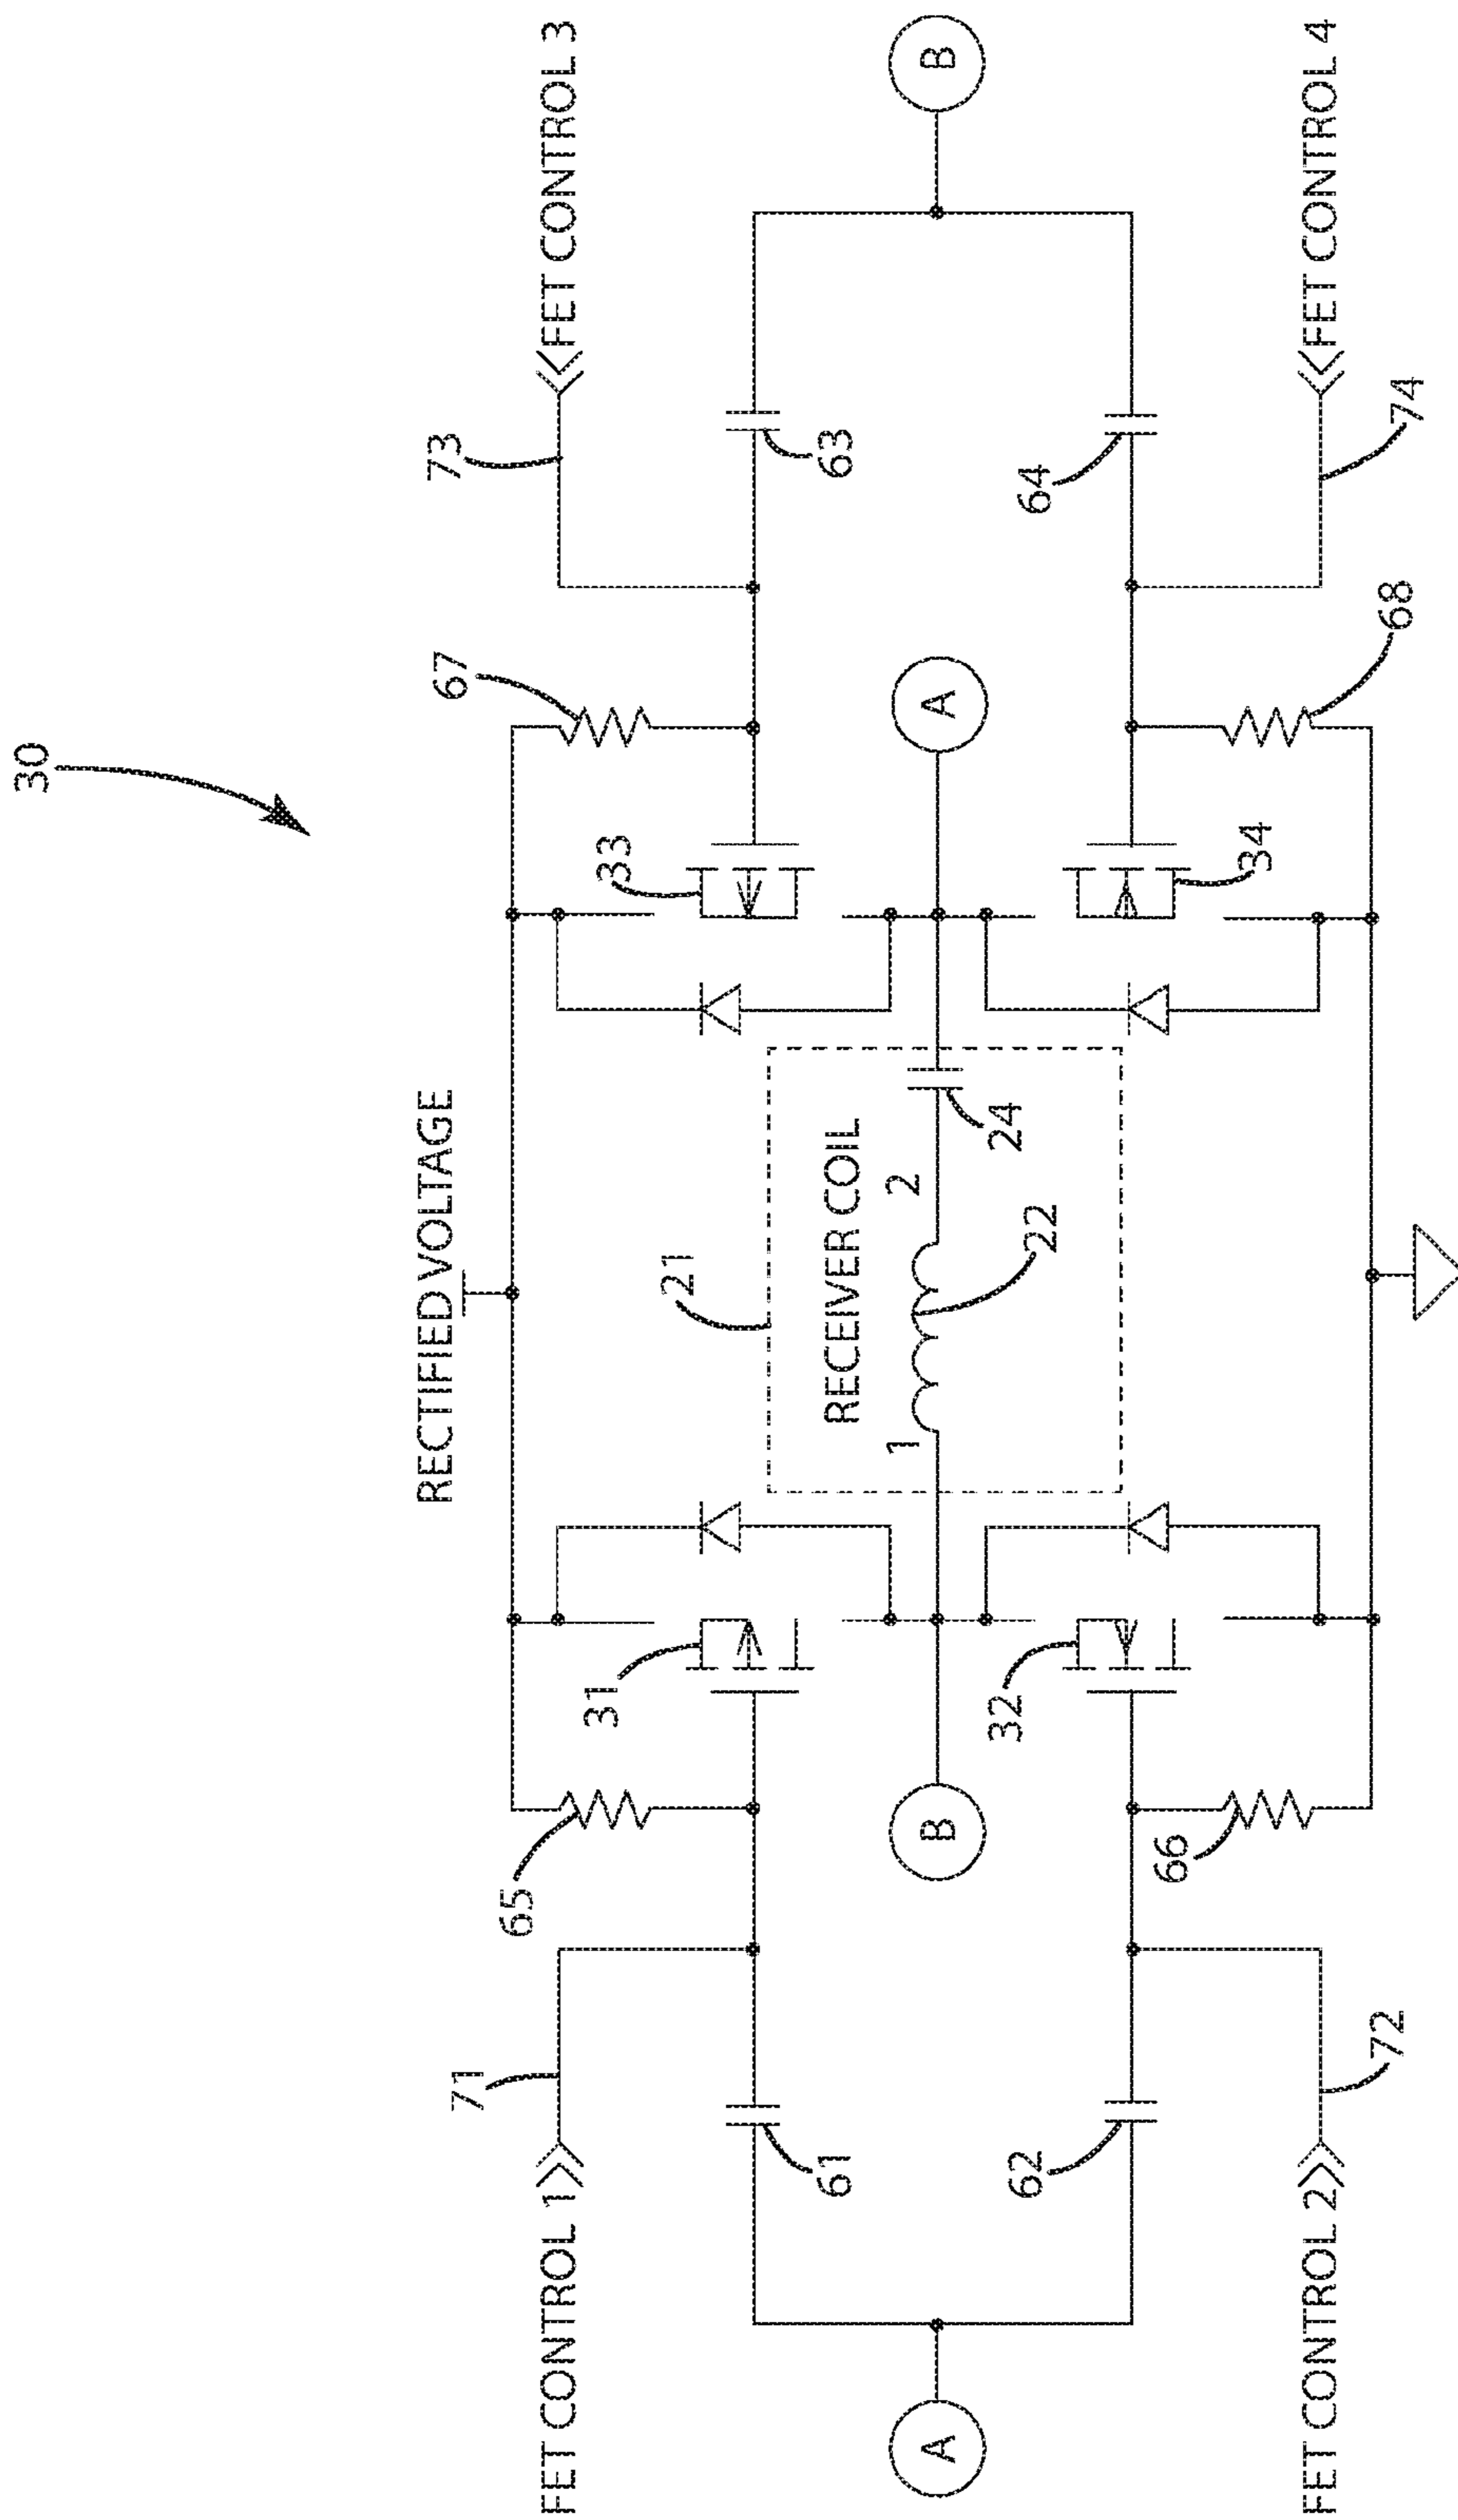 30
RECTIFIED VOLTAGE
FET CONTROL 1
71
65
67
73
FET CONTROL 3
31
21
33
61
RECEIVER COIL
63
A
B
1
2
A
B
62
32
22
24
64
66
34
FET CONTROL 2
72
68
74
FET CONTROL 4